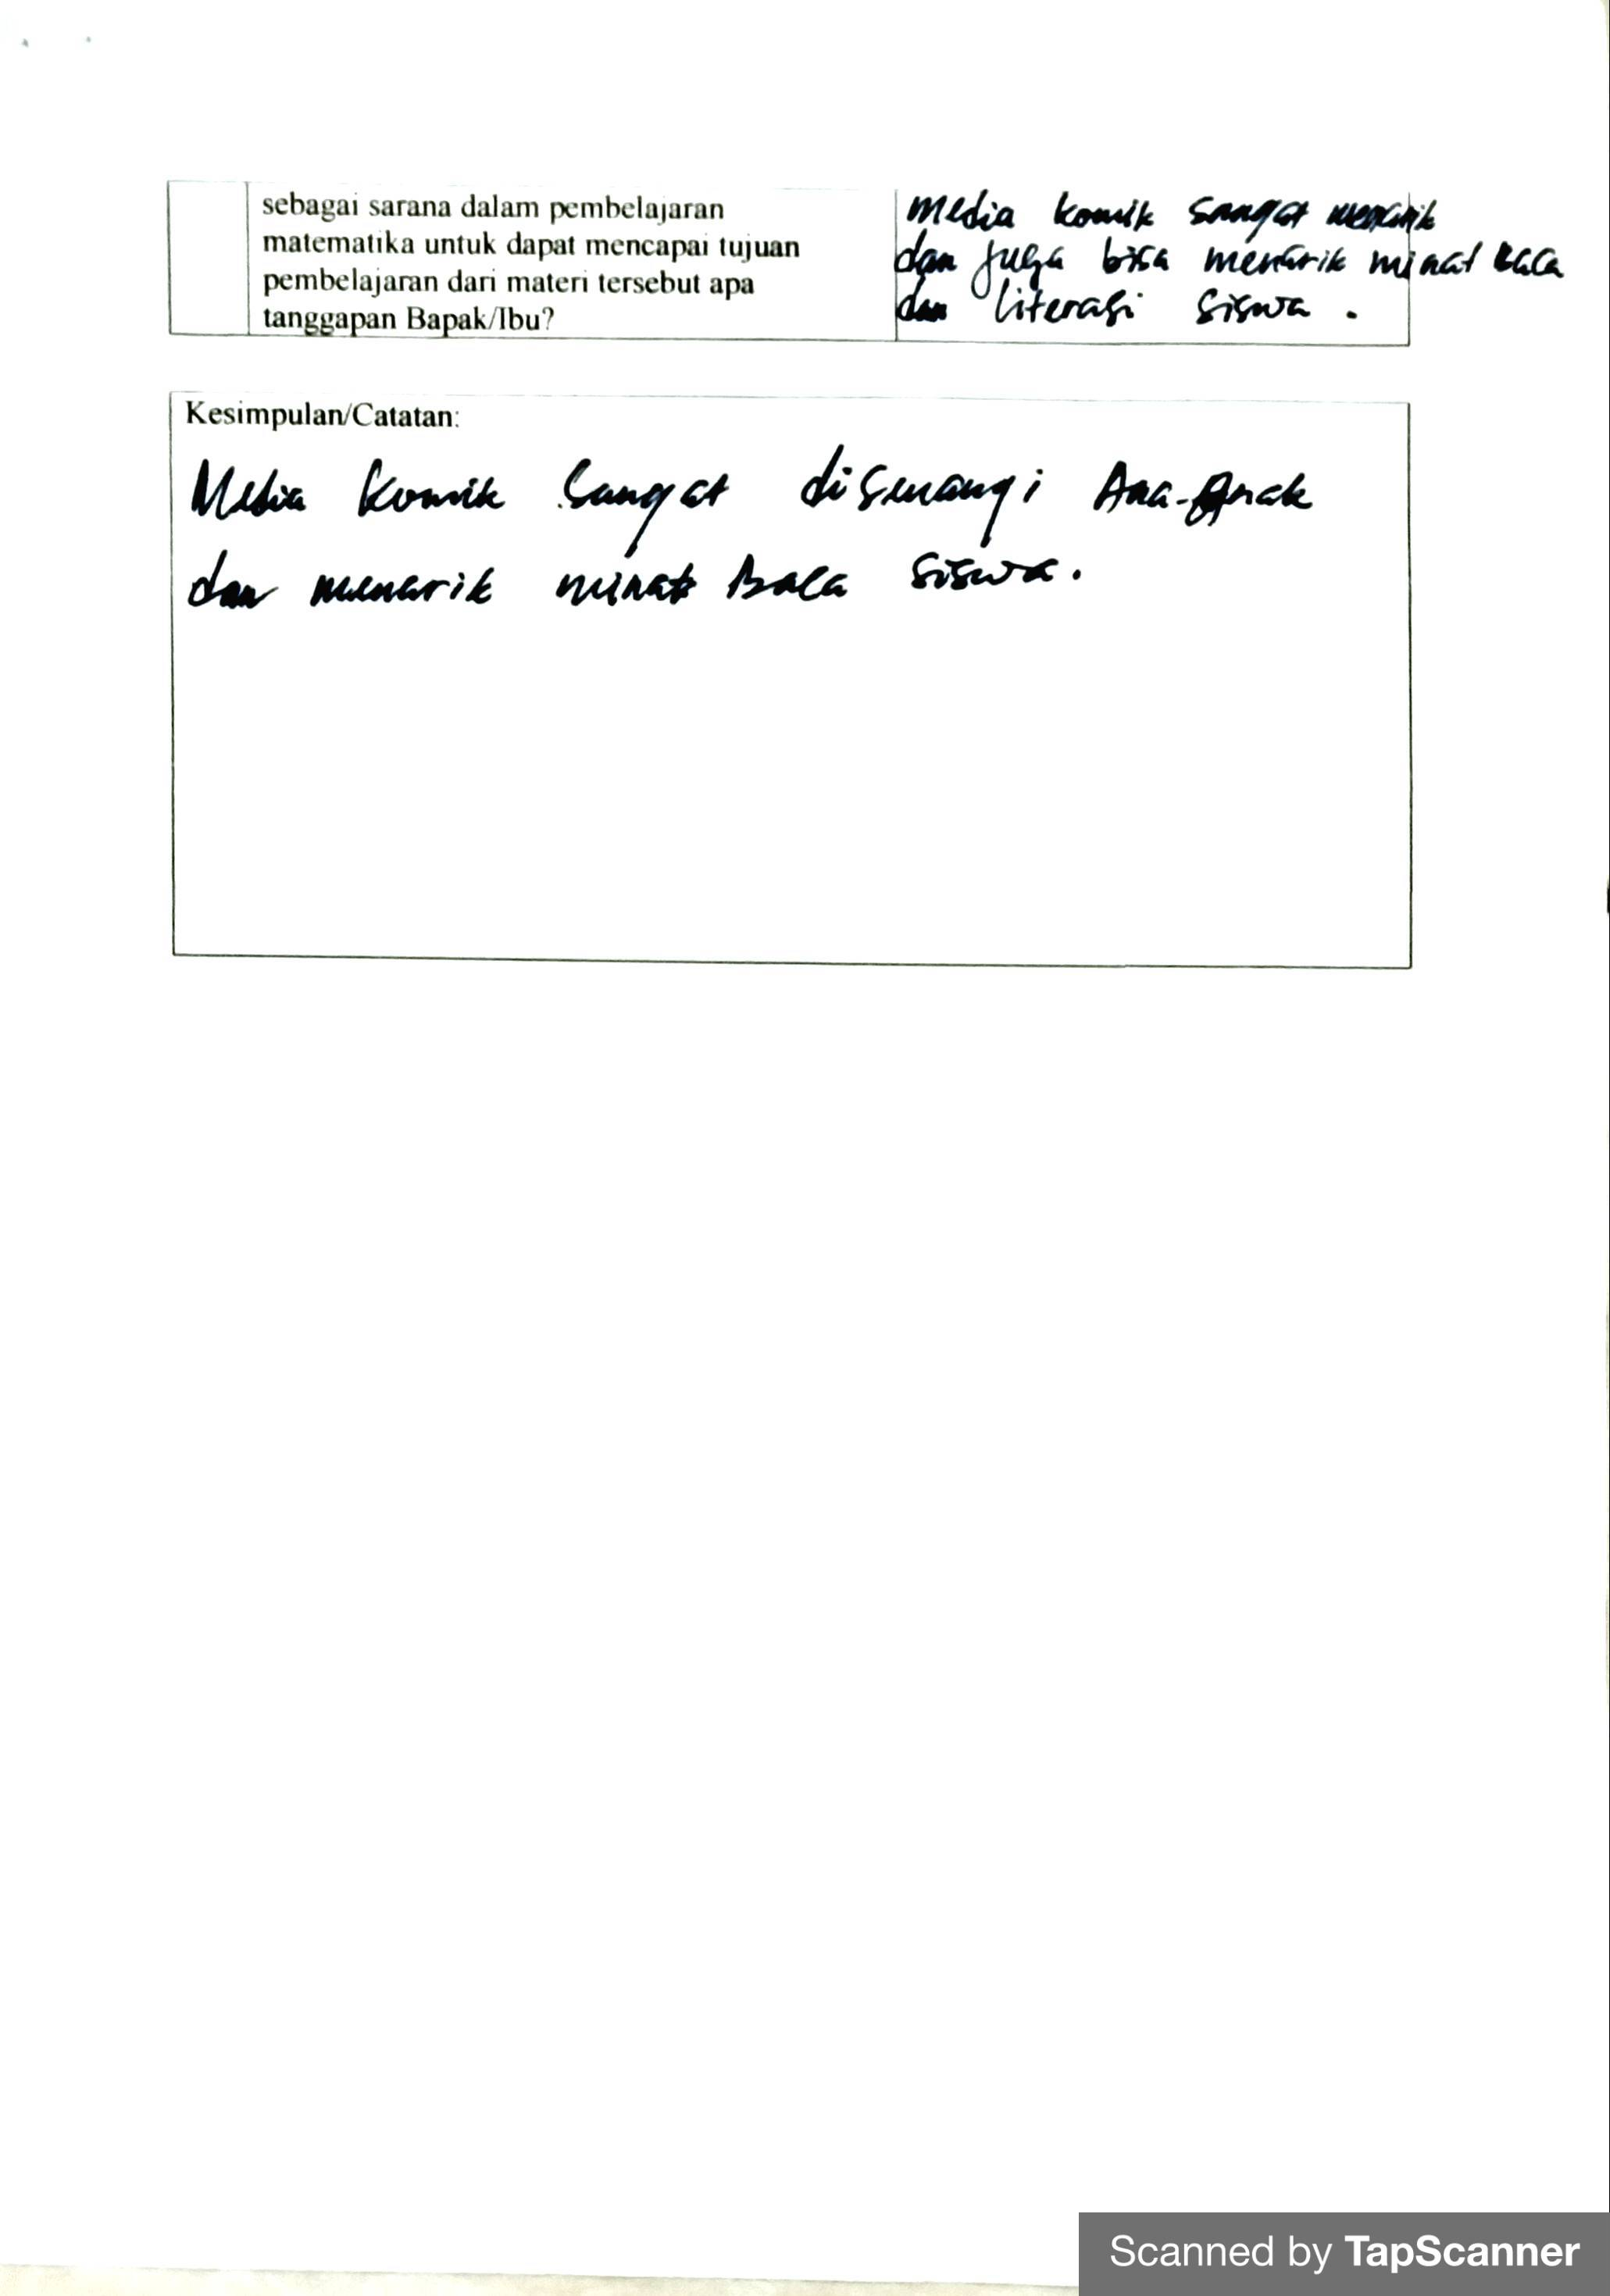 sebagai sarana dalam pembelajaran
matematika untuk dapat mencapai tujuan
pembelajaran dari materi tersebut apa
tanggapan Bapak/Ibu?
Media komik sangat menarik
dan juga bisa menarik minat baca
dan literasi siswa.
Kesimpulan/Catatan:
Media Komik Sangat disenangi Ana-Anak
dan menarik minat Baca siswa.
Scanned by TapScanner